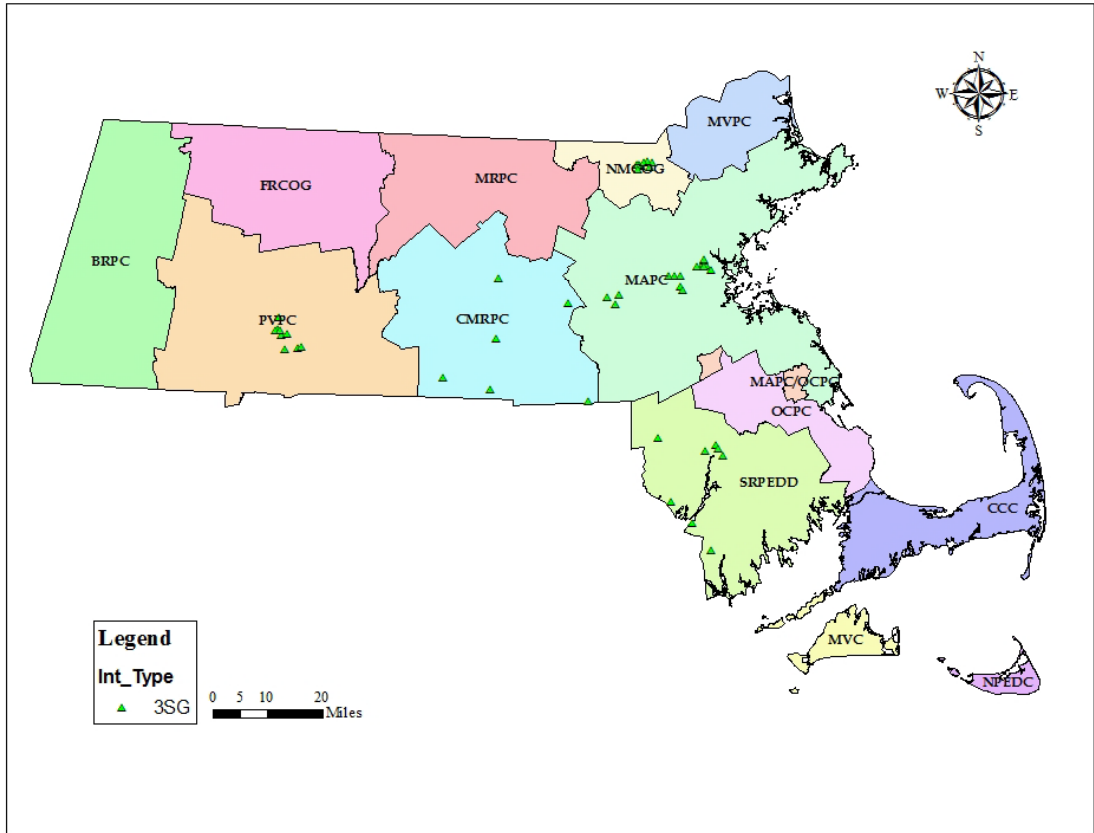 N
W E
S
MVPC
NMCOG
MRPC
FRCOG
BRPC
MAPC
PVPC
CMRPC
MAPC/OCPC
OCPC
SRPEDD
CCC
MVC
NPEDC
Legend
Int_Type
3SG
0 5 10 20
Miles